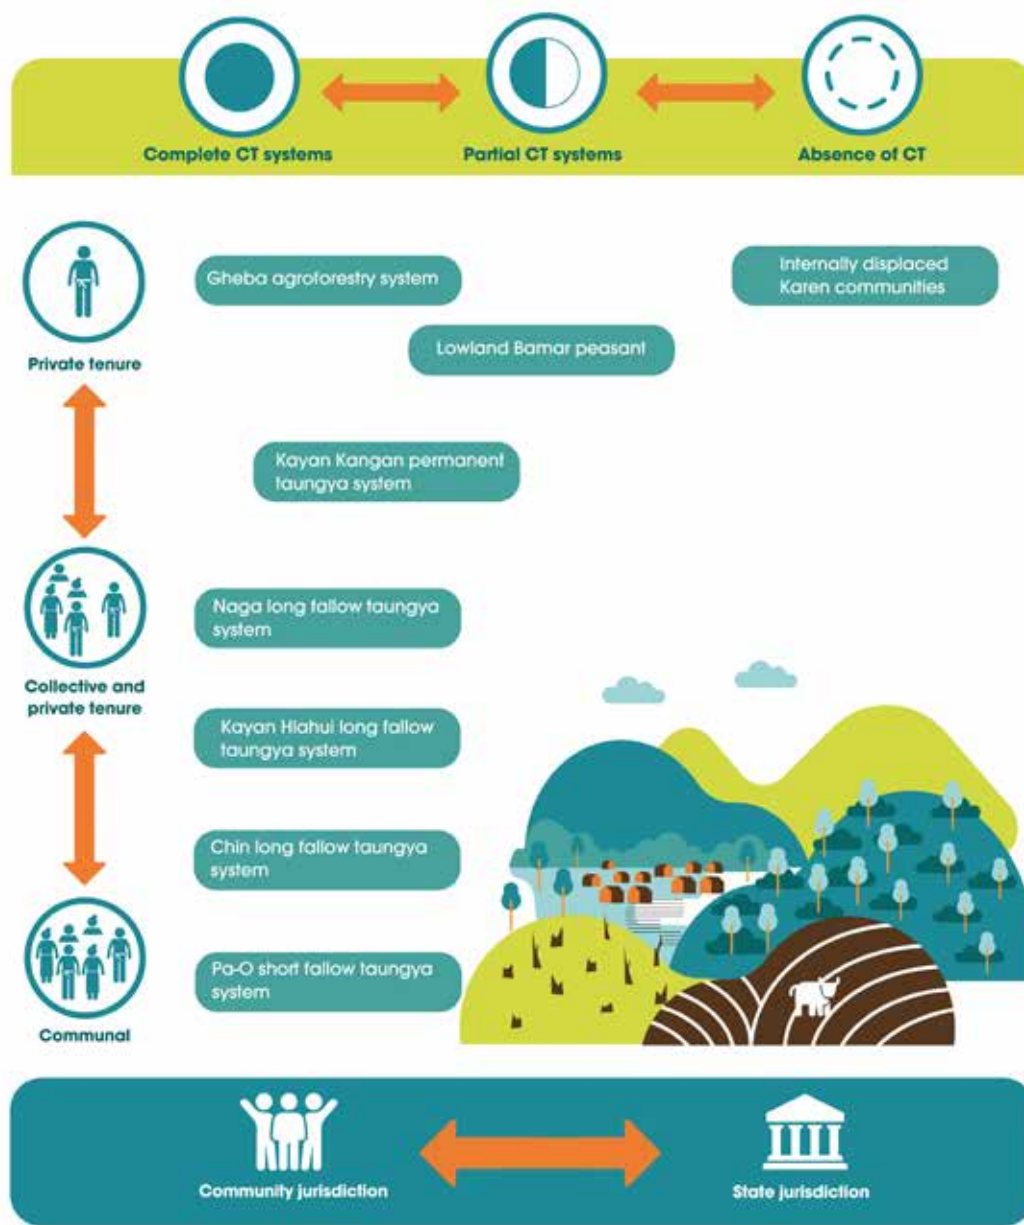 Complete CT systems
Partial CT systems
Absence of CT
Private tenure
Gheba agroforestry system
Internally displaced
Karen communities
Lowland Bamar peasant
Kayan Kangan permanent
taungya system
Collective and
private tenure
Naga long fallow taungya
system
Kayan Hlahui long fallow
taungya system
Chin long fallow taungya
system
Communal
Pa-O short fallow taungya
system
Community jurisdiction
State jurisdiction